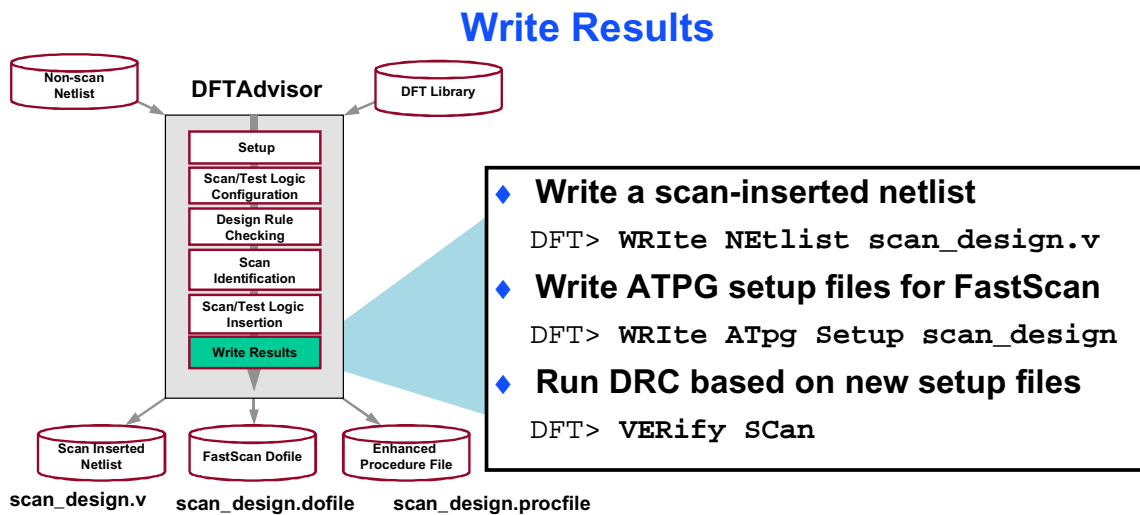 Write Results
Non-scan
Netlist
DFTAdvisor
DFT Library
Setup
Scan/Test Logic
Configuration
Design Rule
Checking
Scan
Identification
Scan/Test Logic
Insertion
Write Results
♦ Write a scan-inserted netlist
DFT> WRIte NEtlist scan_design.v
♦ Write ATPG setup files for FastScan
DFT> WRIte ATpg Setup scan_design
♦ Run DRC based on new setup files
DFT> VERify SCan
Scan Inserted
Netlist
FastScan Dofile
Enhanced
Procedure File
scan_design.v
scan_design.dofile
scan_design.procfile